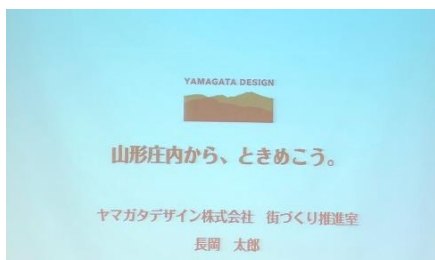 YAMAGATA DESIGN
山形庄内から、ときめこう。
ヤマガタデザイン株式会社　街づくり推進室
長岡　太郎